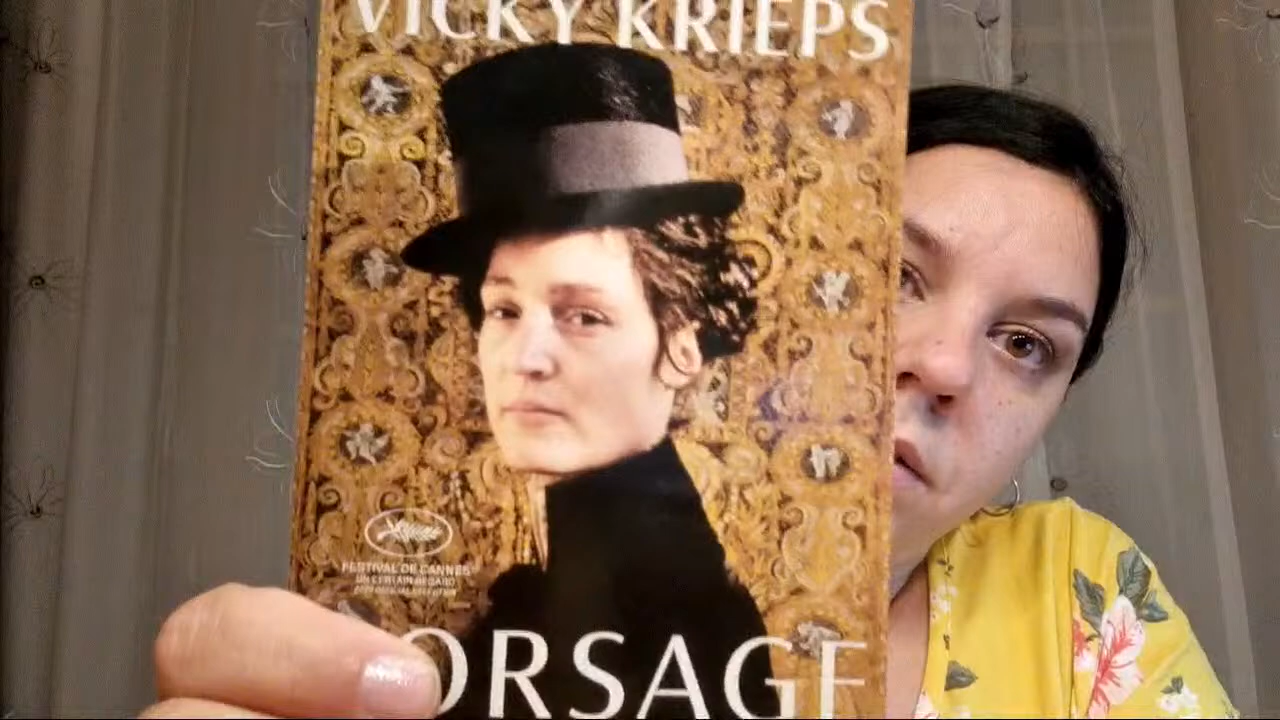 VICKY KRIEPS
FESTIVAL DE CANNES
UN CERTAIN REGARD
ORSAGE